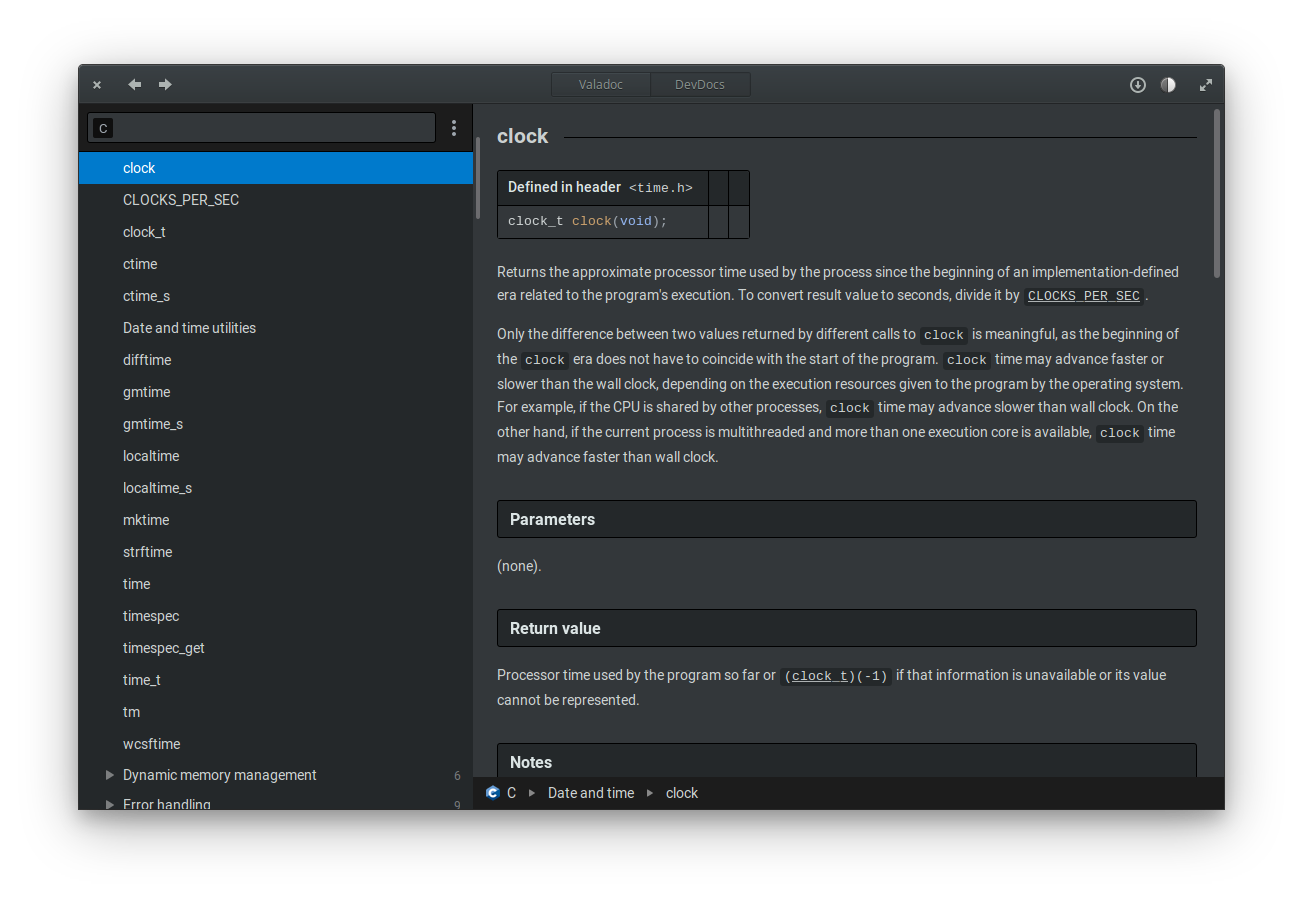 Valadoc DevDocs
C
clock
CLOCKS_PER_SEC
clock_t
ctime
ctime_s
Date and time utilities
difftime
gmtime
gmtime_s
localtime
localtime_s
mktime
strftime
time
timespec
timespec_get
time_t
tm
wcsftime
Dynamic memory management 6
Error handling 9
clock
Defined in header <time.h>
clock_t clock(void);
Returns the approximate processor time used by the process since the beginning of an implementation-defined
era related to the program's execution. To convert result value to seconds, divide it by CLOCKS_PER_SEC .
Only the difference between two values returned by different calls to clock is meaningful, as the beginning of
the clock era does not have to coincide with the start of the program. clock time may advance faster or
slower than the wall clock, depending on the execution resources given to the program by the operating system.
For example, if the CPU is shared by other processes, clock time may advance slower than wall clock. On the
other hand, if the current process is multithreaded and more than one execution core is available, clock time
may advance faster than wall clock.
Parameters
(none).
Return value
Processor time used by the program so far or (clock_t)(-1) if that information is unavailable or its value
cannot be represented.
Notes
C Date and time clock